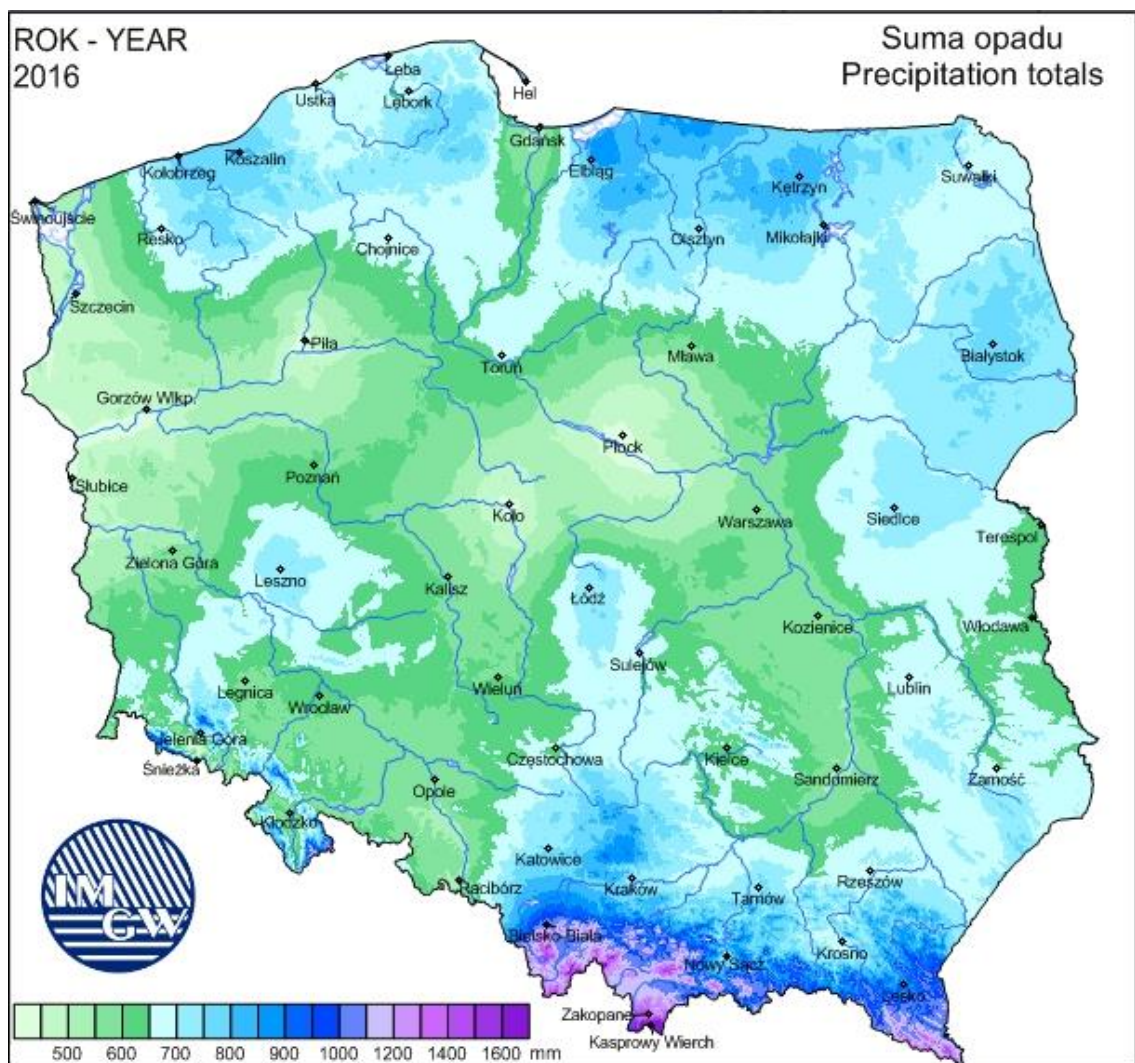 ROK - YEAR
2016
Suma opadu
Precipitation totals
Łeba
Ustka
Lębork
Hel
Gdańsk
Koszalin
Kołobrzeg
Elbląg
Kętrzyn
Suwałki
Świnoujście
Resko
Chojnice
Olsztyn
Mikołajki
Szczecin
Piła
Toruń
Mława
Białystok
Gorzów Wlkp.
Płock
Poznań
Słubice
Koło
Warszawa
Siedlce
Terespol
Zielona Góra
Leszno
Kalisz
Łódź
Kozienice
Włodawa
Sulejów
Legnica
Wrocław
Wieluń
Lublin
Jelenia Góra
Śnieżka
Częstochowa
Kielce
Sandomierz
Zamość
Opole
Kłodzko
Katowice
Racibórz
Kraków
Tarnów
Rzeszów
Bielsko-Biała
Nowy Sącz
Krosno
Lesko
Zakopane
Kasprowy Wierch
IM
GW
500 600 700 800 900 1000 1200 1400 1600 mm